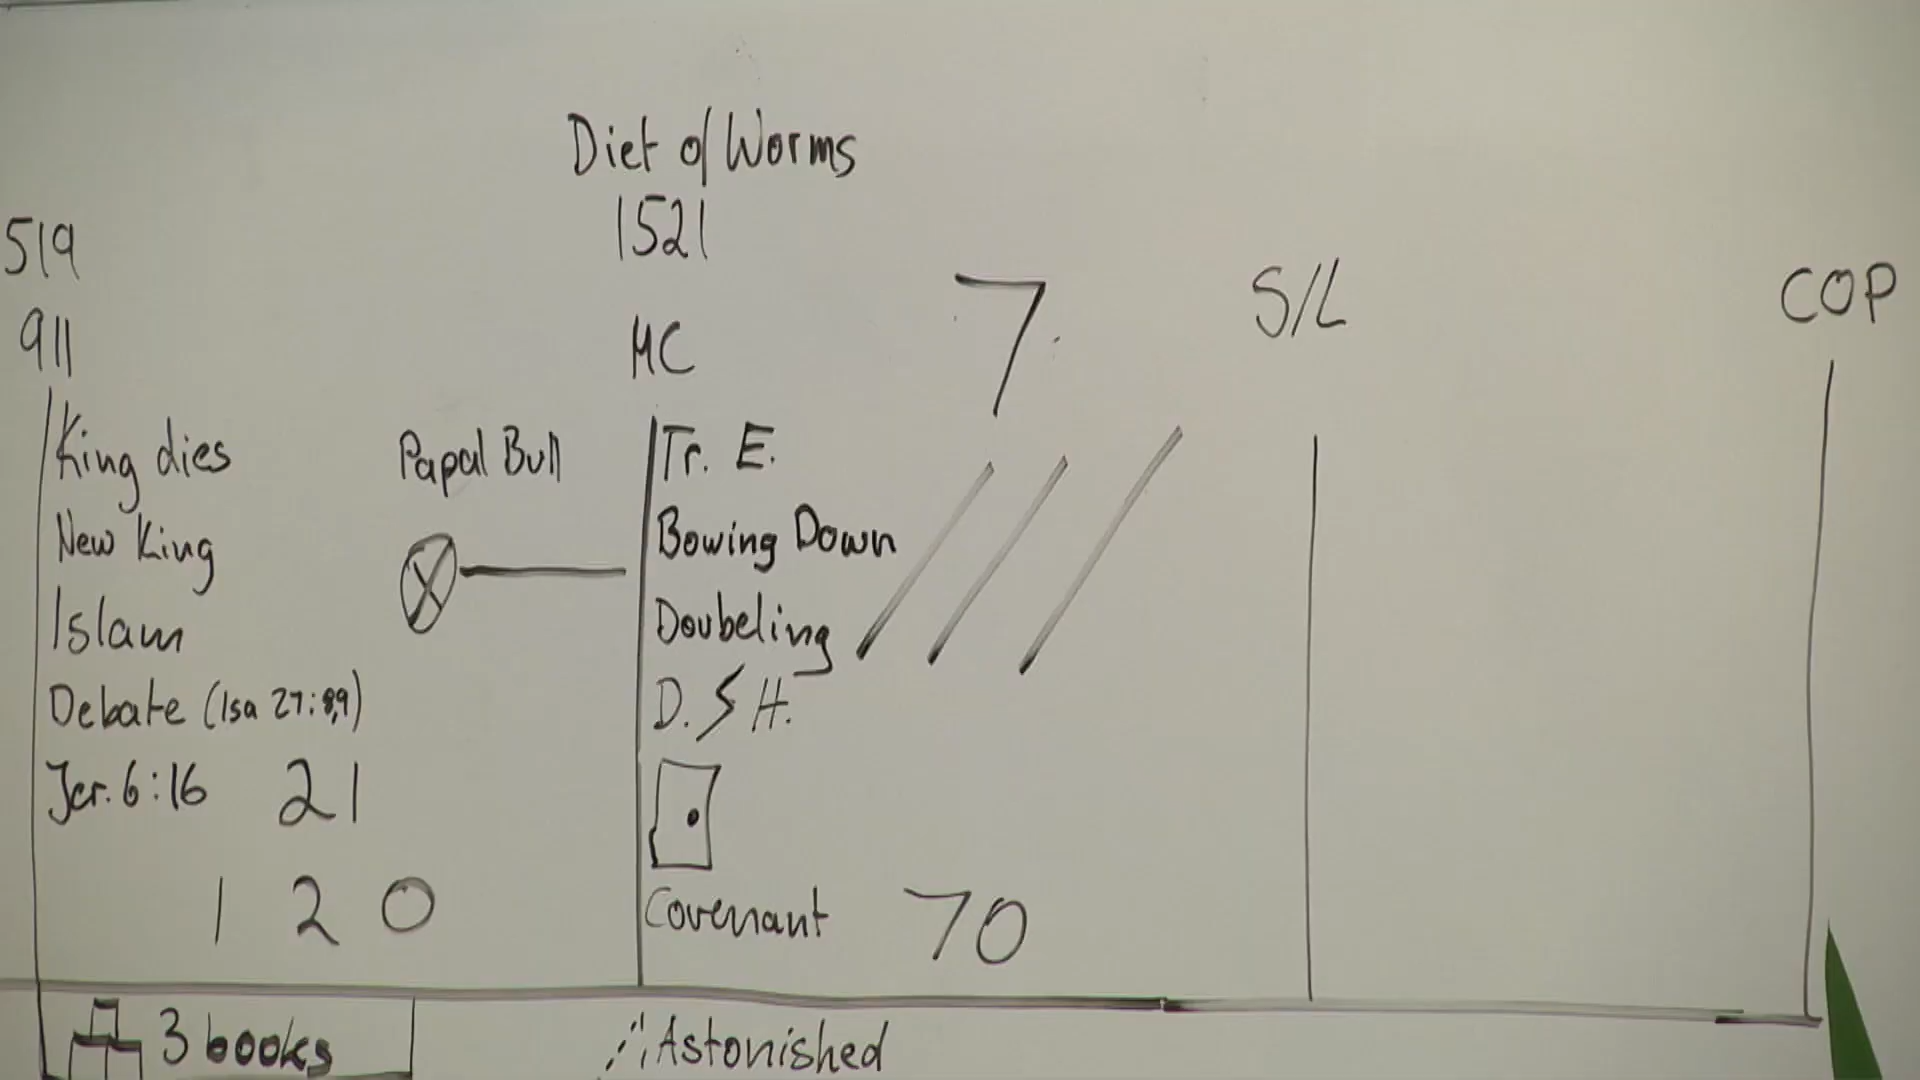 Diet of Worms
1521
519
911
MC
7
S/L
COP
King dies
New King
Islam
Debate (Isa 27:8,9)
Jer. 6:16 21
1 2 0
Papal Bull
Tr. E.
Bowing Down
Doubeling
D. S H.
Covenant 70
3 books
Astonished